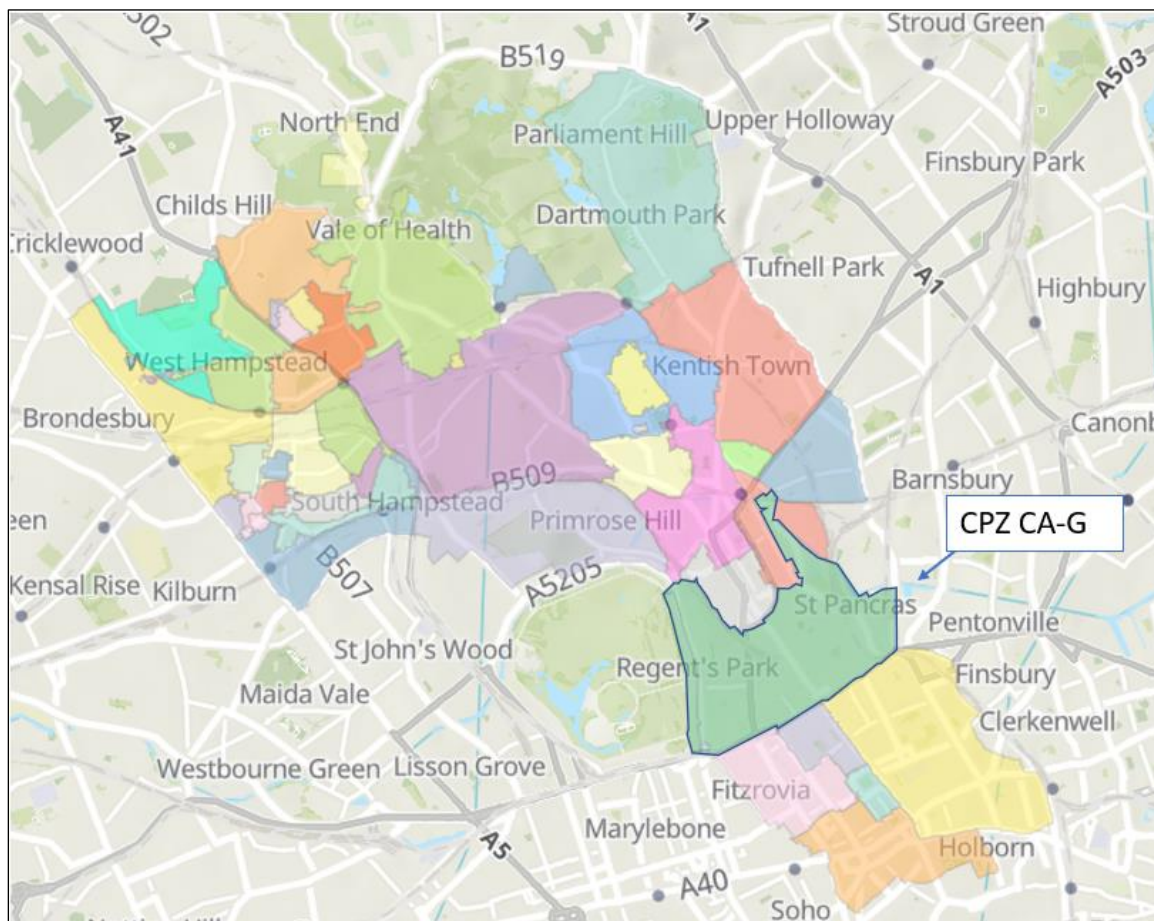 B502
A1
Stroud Green
B519
A503
A41
North End
Parliament Hill
Upper Holloway
Finsbury Park
Childs Hill
Dartmouth Park
Cricklewood
Vale of Health
Tufnell Park
A1
Highbury
West Hampstead
Kentish Town
Brondesbury
Canonb
B509
Barnsbury
South Hampstead
Primrose Hill
CPZ CA-G
een
B507
A5205
Kensal Rise
Kilburn
St Pancras
Pentonville
St John's Wood
Regent's Park
Finsbury
Maida Vale
Clerkenwell
Westbourne Green
Lisson Grove
Fitzrovia
Marylebone
A5
Holborn
A40
Soho